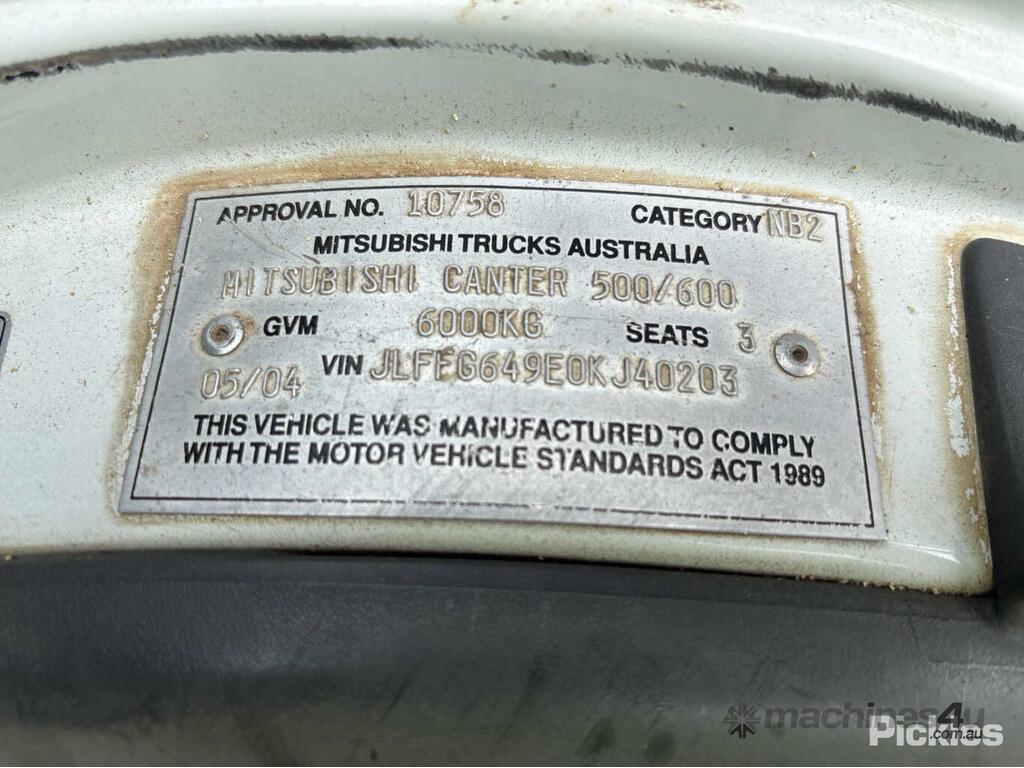 APPROVAL NO. 10758 CATEGORY NB2
MITSUBISHI TRUCKS AUSTRALIA
MITSUBISHI CANTER 500/600
GVM 6000KG SEATS 3
05/04 VIN JLFFG649E0KJ40203
THIS VEHICLE WAS MANUFACTURED TO COMPLY
WITH THE MOTOR VEHICLE STANDARDS ACT 1989
machines4u
.com.au
Pickles